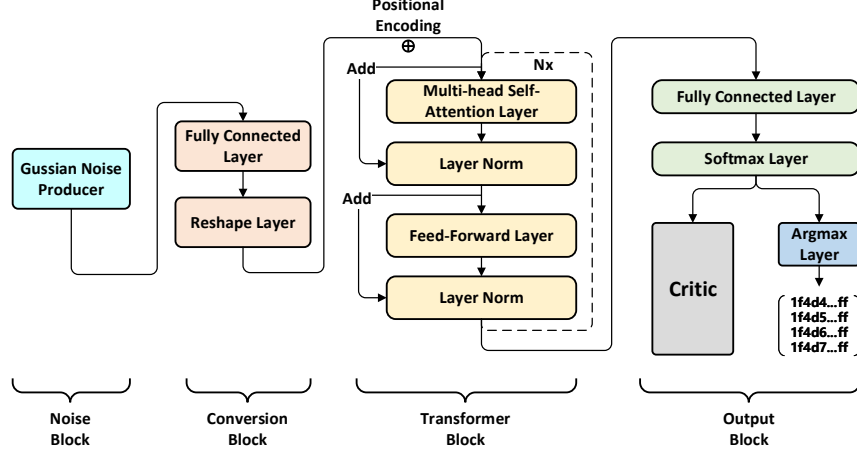 Positional
Encoding
⊕
Add
Nx
Multi-head Self-
Attention Layer
Layer Norm
Add
Feed-Forward Layer
Layer Norm
Gussian Noise
Producer
Fully Connected
Layer
Reshape Layer
Fully Connected Layer
Softmax Layer
Critic
Argmax
Layer
1f4d4...ff
1f4d5...ff
1f4d6...ff
1f4d7...ff
Noise
Block
Conversion
Block
Transformer
Block
Output
Block